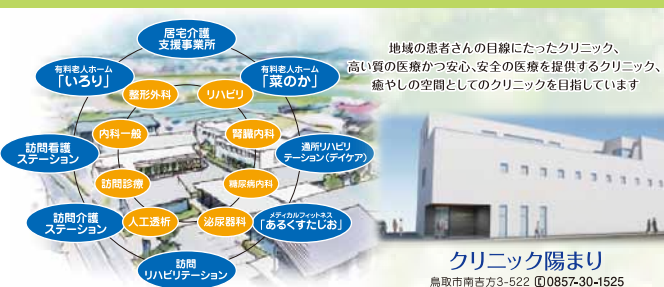 居宅介護
支援事業所
有料老人ホーム
「いろり」
有料老人ホーム
「菜のか」
整形外科
リハビリ
内科一般
腎臓内科
訪問看護
ステーション
通所リハビリ
テーション(デイケア)
訪問診療
糖尿病内科
訪問介護
ステーション
人工透析
泌尿器科
メディカルフィットネス
「あるくすたじお」
訪問
リハビリテーション
地域の患者さんの目線にたったクリニック、
高い質の医療かつ安心、安全の医療を提供するクリニック、
癒やしの空間としてのクリニックを目指しています
クリニック陽まり
鳥取市南吉方3-522 ☎0857-30-1525